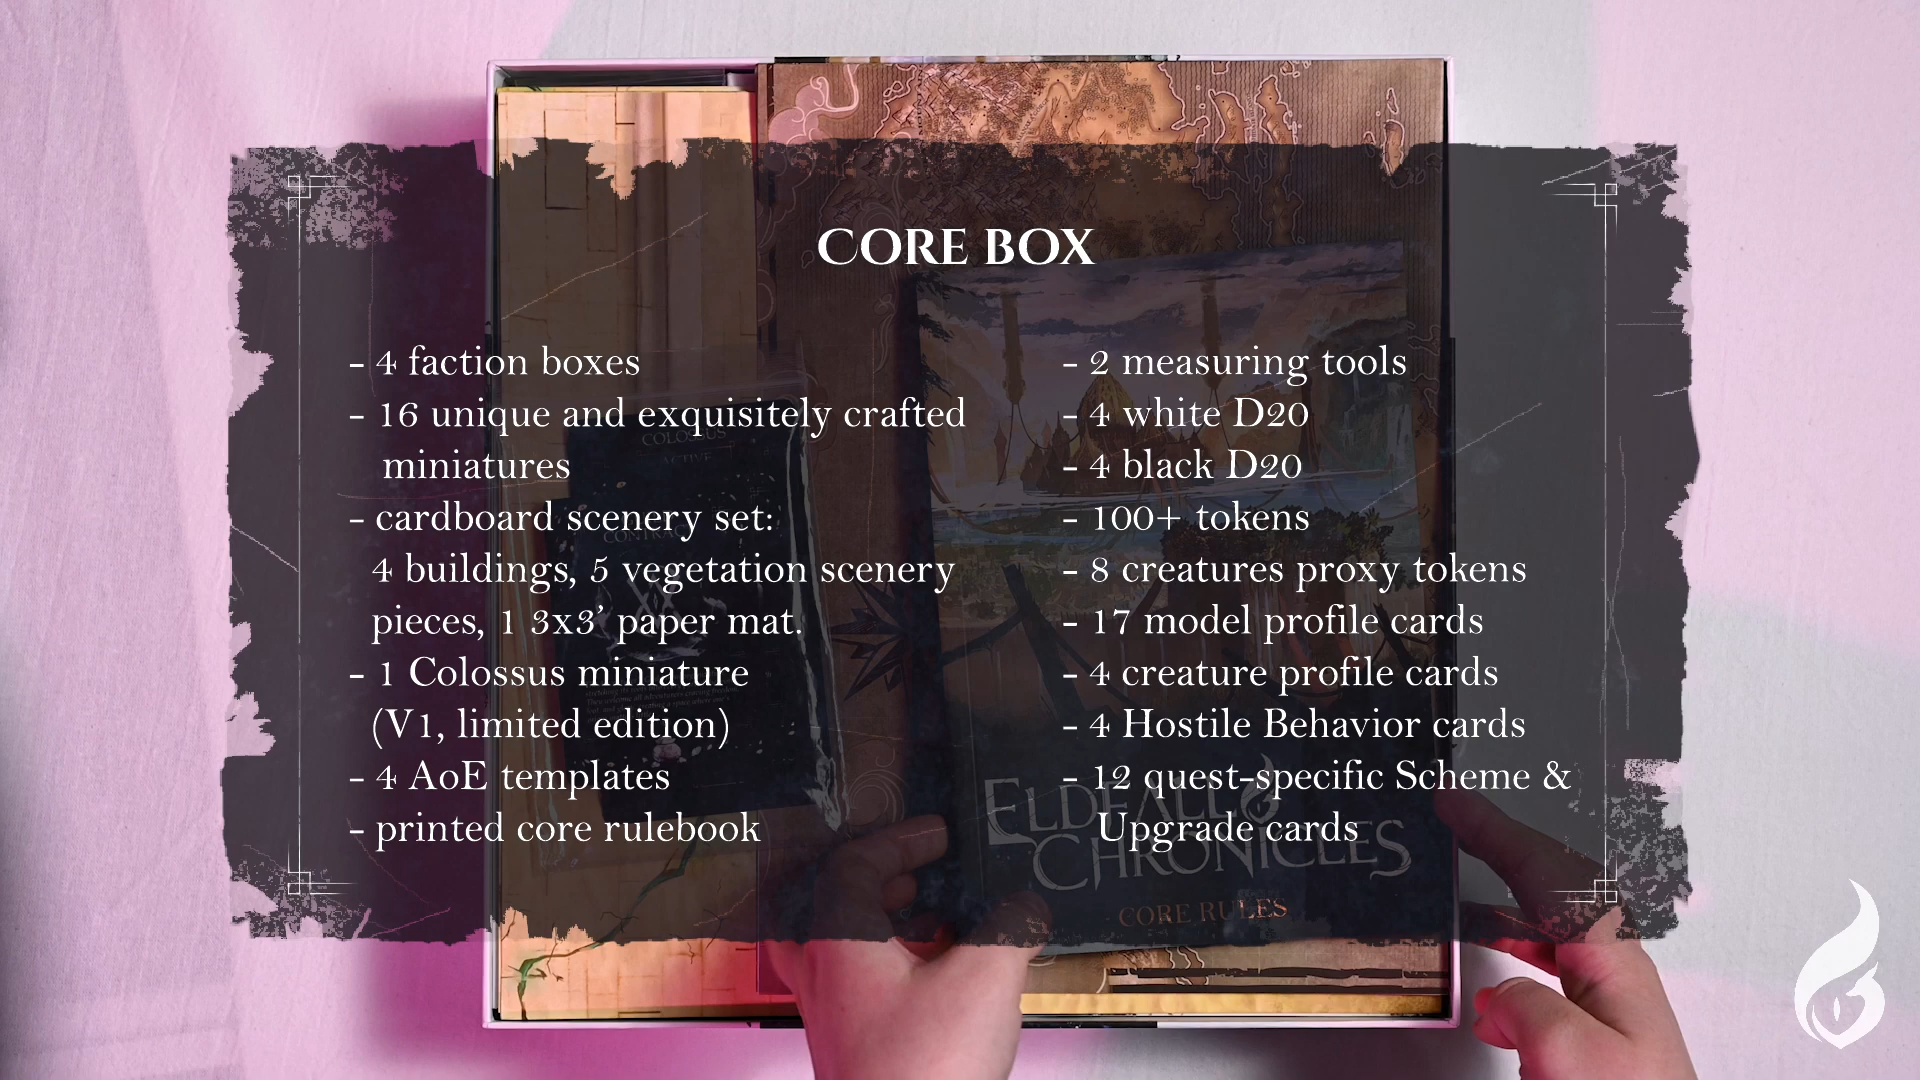 CORE BOX
- 4 faction boxes
- 16 unique and exquisitely crafted
miniatures
- cardboard scenery set:
4 buildings, 5 vegetation scenery
pieces, 1 3x3’ paper mat.
- 1 Colossus miniature
(V1, limited edition)
- 4 AoE templates
- printed core rulebook
- 2 measuring tools
- 4 white D20
- 4 black D20
- 100+ tokens
- 8 creatures proxy tokens
- 17 model profile cards
- 4 creature profile cards
- 4 Hostile Behavior cards
- 12 quest-specific Scheme &
Upgrade cards
COLOSSUS
ACTIVE
ELDFALL
CHRONICLES
CORE RULES